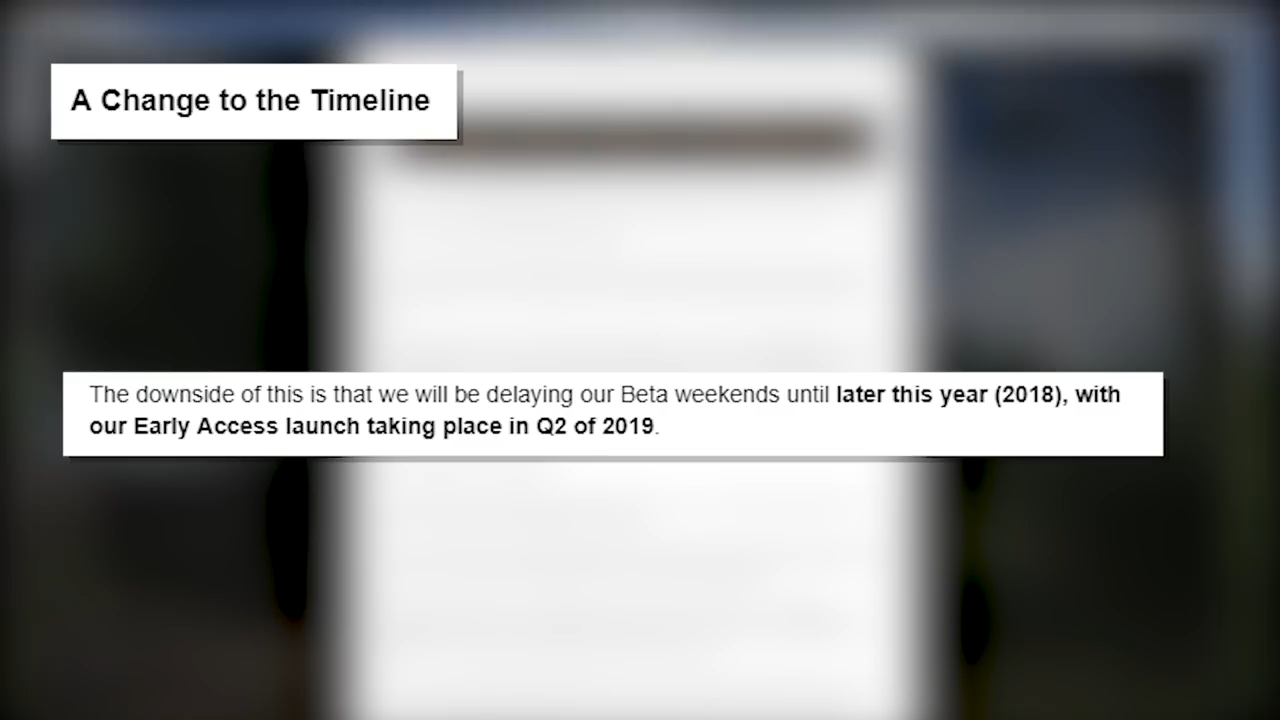 A Change to the Timeline
The downside of this is that we will be delaying our Beta weekends until later this year (2018), with
our Early Access launch taking place in Q2 of 2019.